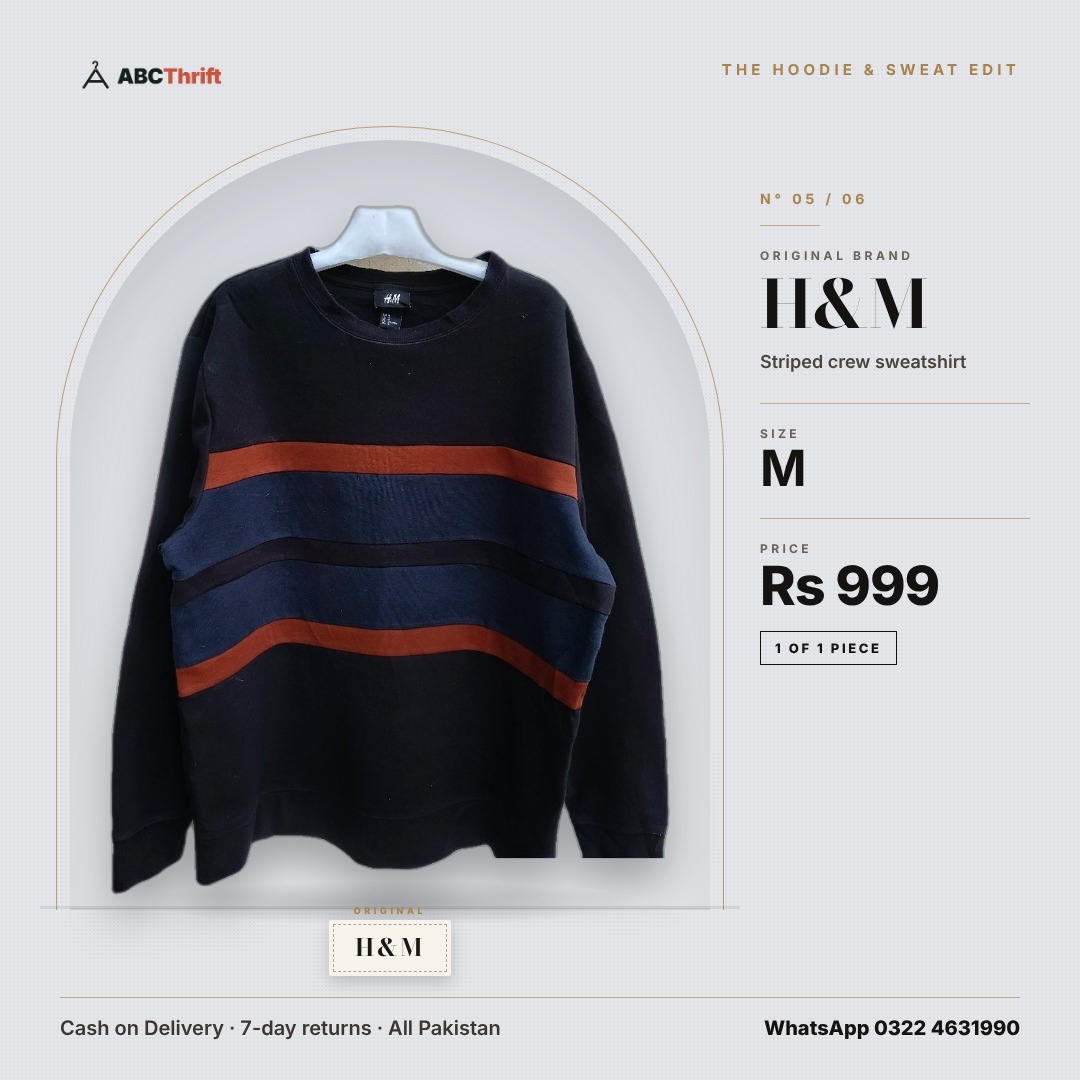 ABCThrift
THE HOODIE & SWEAT EDIT
N° 05 / 06
ORIGINAL BRAND
H&M
Striped crew sweatshirt
SIZE
M
PRICE
Rs 999
1 OF 1 PIECE
H&M
ORIGINAL
H&M
Cash on Delivery · 7-day returns · All Pakistan
WhatsApp 0322 4631990